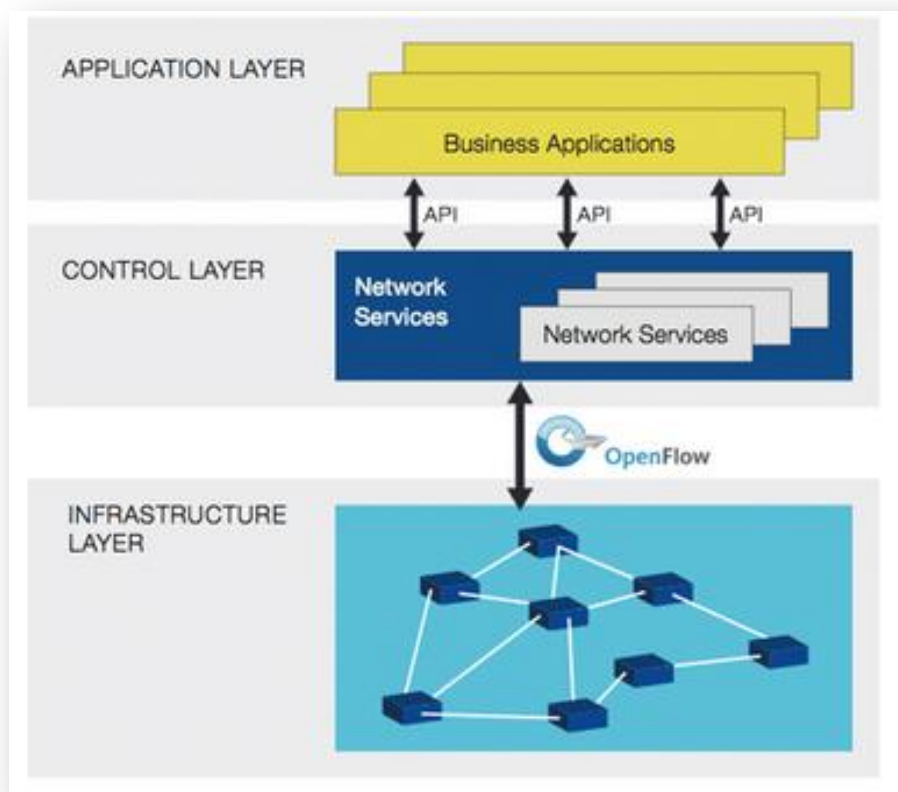 APPLICATION LAYER
Business Applications
API
API
API
CONTROL LAYER
Network
Services
Network Services
OpenFlow
INFRASTRUCTURE
LAYER